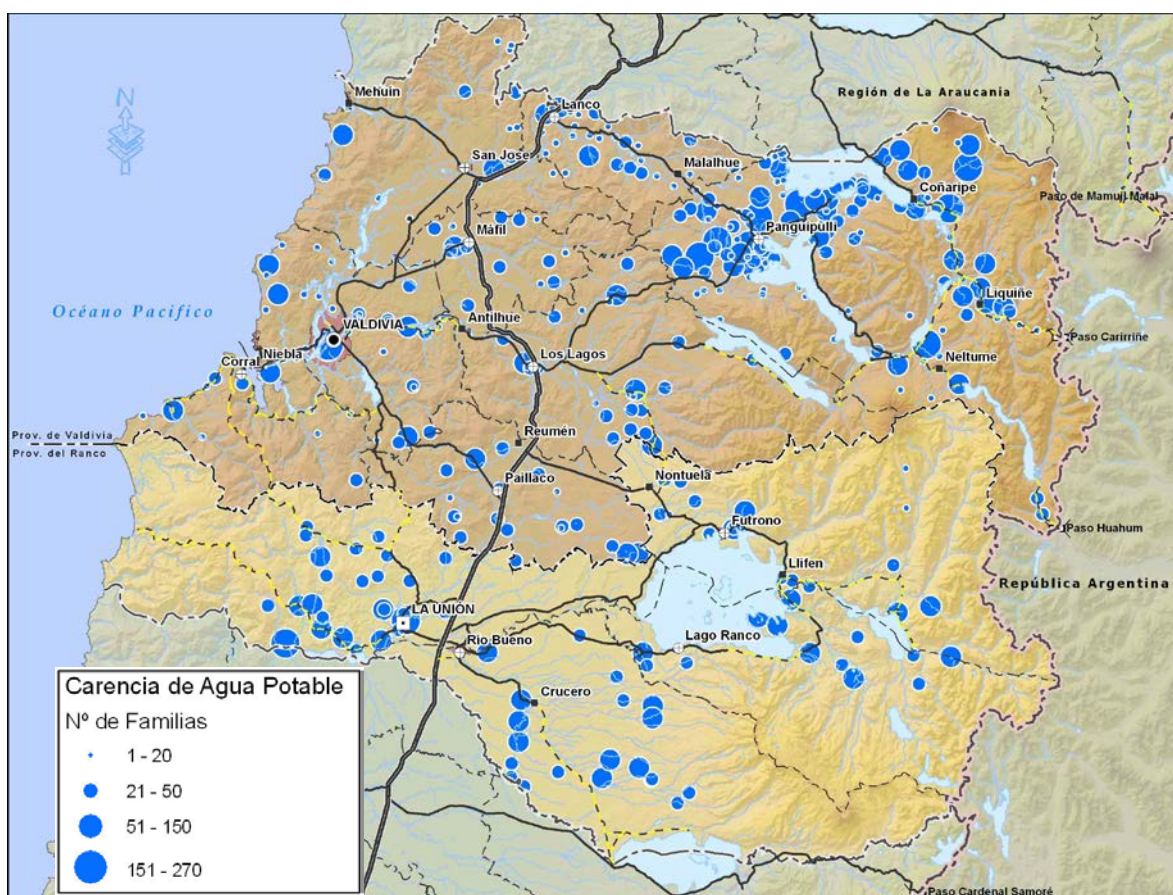 Región de La Araucania
N
Mehuin
Lanco
San Jose
Malalhue
Coñaripe
Paso de Mamuil Malal
Máfil
Panguipulli
Océano Pacífico
Liquiñe
VALDIVIA
Antilhue
Paso Carirriñe
Corral
Niebla
Los Lagos
Neltume
Prov. de Valdivia
Prov. del Ranco
Reumén
Paillaco
Nontuela
Futrono
Paso Huahum
Llifen
República Argentina
LA UNIÓN
Rio Bueno
Lago Ranco
Crucero
Carencia de Agua Potable
Nº de Familias
1 - 20
21 - 50
51 - 150
151 - 270
Paso Cardenal Samoré